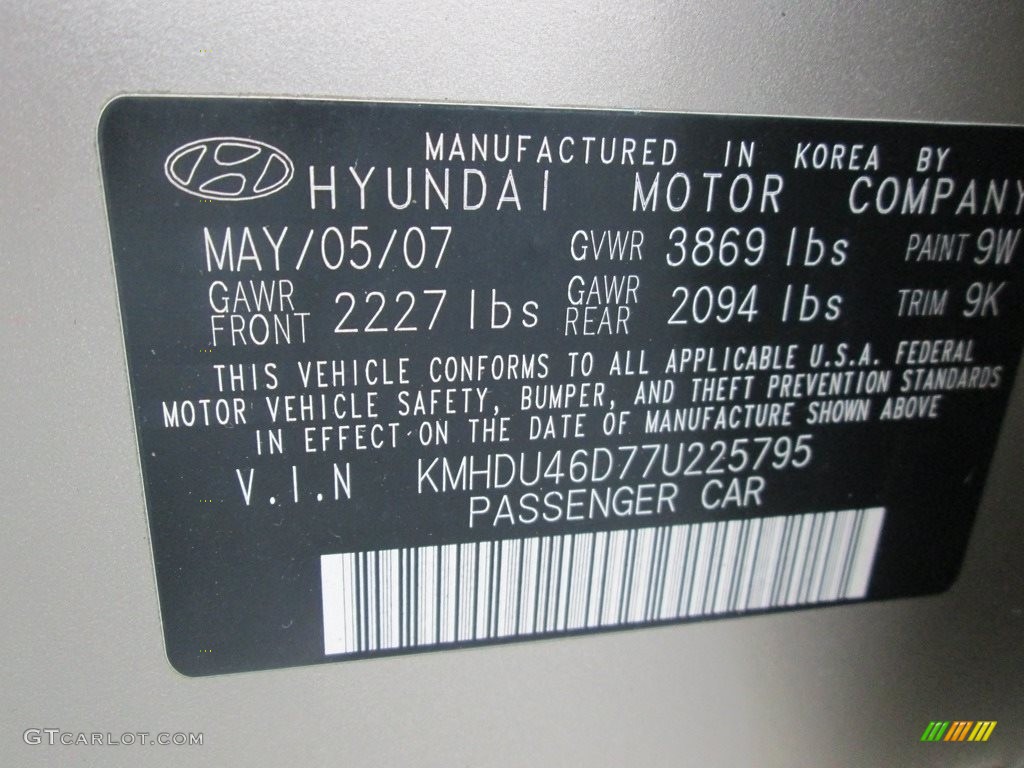 MANUFACTURED IN KOREA BY
HYUNDAI MOTOR COMPANY
MAY/05/07 GVWR 3869 lbs PAINT 9W
GAWR FRONT 2227 lbs GAWR REAR 2094 lbs TRIM 9K
THIS VEHICLE CONFORMS TO ALL APPLICABLE U.S.A. FEDERAL
MOTOR VEHICLE SAFETY, BUMPER, AND THEFT PREVENTION STANDARDS
IN EFFECT ON THE DATE OF MANUFACTURE SHOWN ABOVE
V.I.N KMHDU46D77U225795
PASSENGER CAR
GTCARLOT.COM